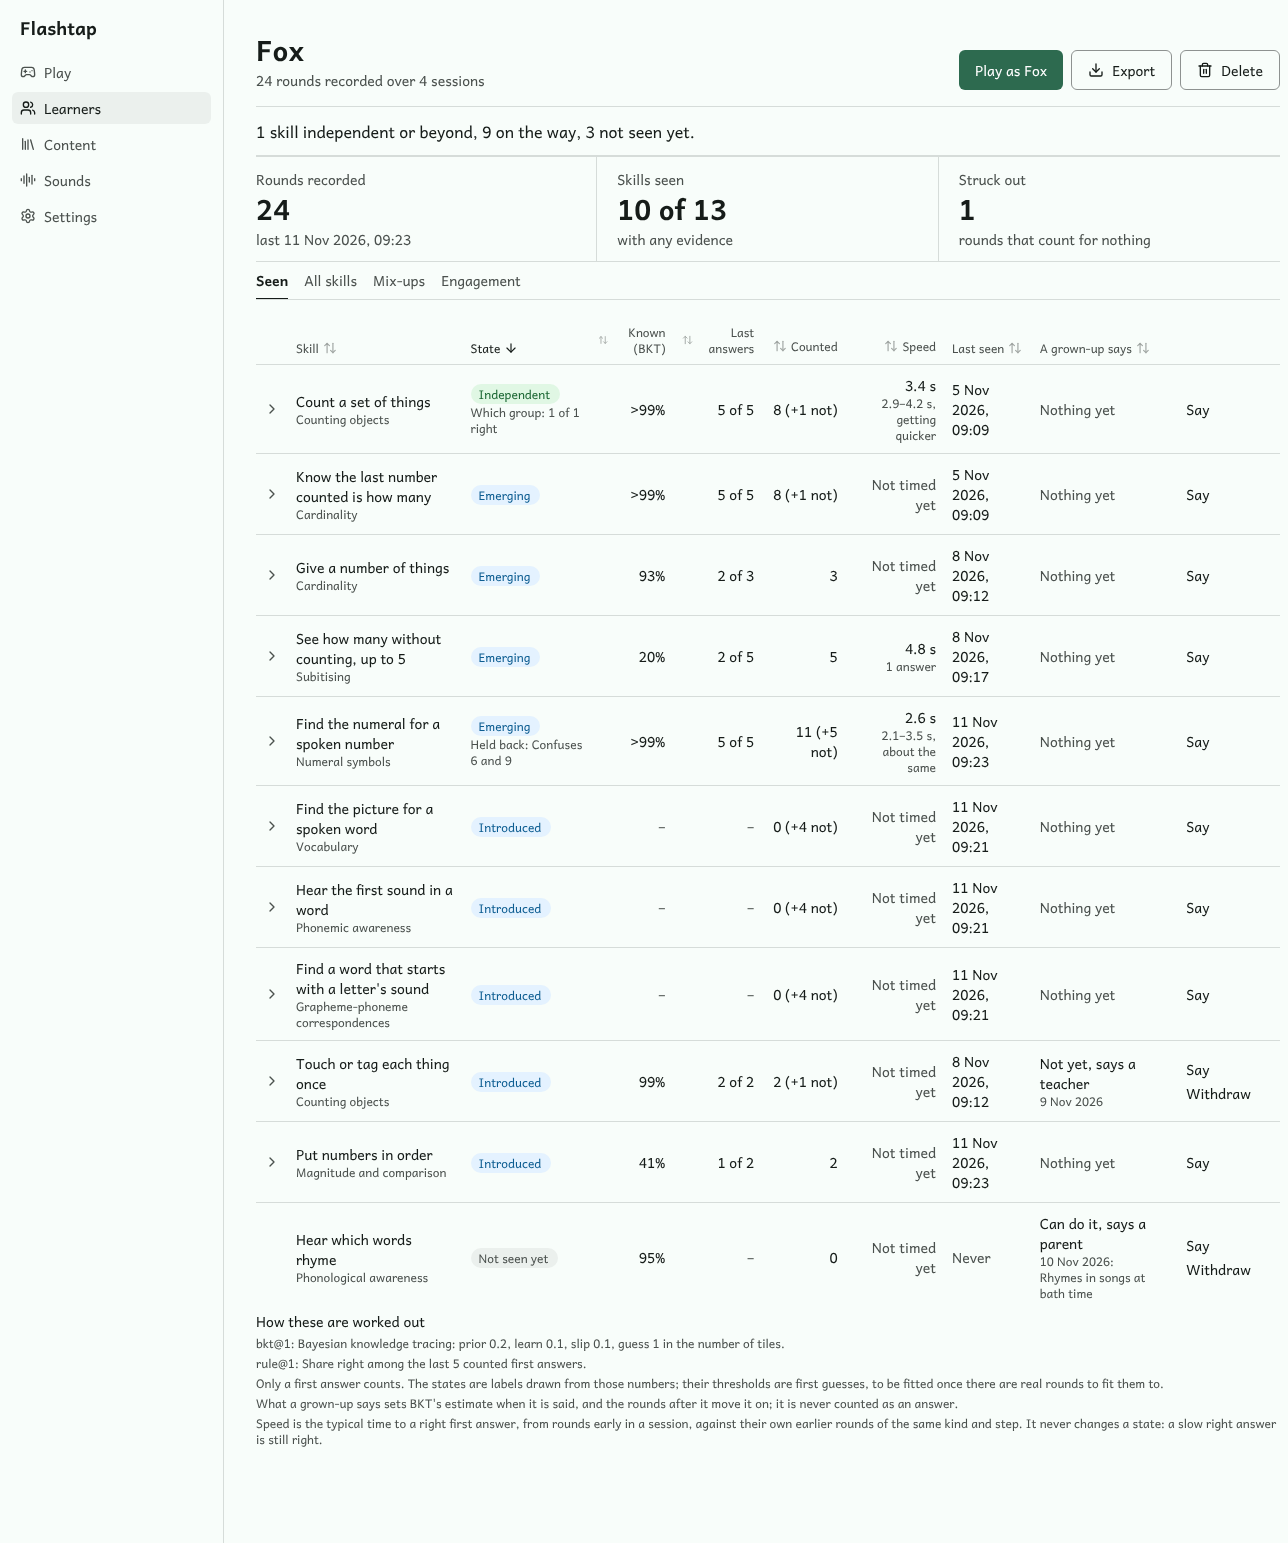 Flashtap
Play
Learners
Content
Sounds
Settings
Fox
24 rounds recorded over 4 sessions
Play as Fox
Export
Delete
1 skill independent or beyond, 9 on the way, 3 not seen yet.
Rounds recorded
24
last 11 Nov 2026, 09:23
Skills seen
10 of 13
with any evidence
Struck out
1
rounds that count for nothing
Seen
All skills
Mix-ups
Engagement
Skill
State
Known
(BKT)
Last
answers
Counted
Speed
Last seen
A grown-up says
Count a set of things
Counting objects
Independent
Which group: 1 of 1
right
>99%
5 of 5
8 (+1 not)
3.4 s
2.9–4.2 s,
getting
quicker
5 Nov
2026,
09:09
Nothing yet
Say
Know the last number
counted is how many
Cardinality
Emerging
>99%
5 of 5
8 (+1 not)
Not timed
yet
5 Nov
2026,
09:09
Nothing yet
Say
Give a number of things
Cardinality
Emerging
93%
2 of 3
3
Not timed
yet
8 Nov
2026,
09:12
Nothing yet
Say
See how many without
counting, up to 5
Subitising
Emerging
20%
2 of 5
5
4.8 s
1 answer
8 Nov
2026,
09:17
Nothing yet
Say
Find the numeral for a
spoken number
Numeral symbols
Emerging
Held back: Confuses
6 and 9
>99%
5 of 5
11 (+5
not)
2.6 s
2.1–3.5 s,
about the
same
11 Nov
2026,
09:23
Nothing yet
Say
Find the picture for a
spoken word
Vocabulary
Introduced
–
–
0 (+4 not)
Not timed
yet
11 Nov
2026,
09:21
Nothing yet
Say
Hear the first sound in a
word
Phonemic awareness
Introduced
–
–
0 (+4 not)
Not timed
yet
11 Nov
2026,
09:21
Nothing yet
Say
Find a word that starts
with a letter's sound
Grapheme-phoneme
correspondences
Introduced
–
–
0 (+4 not)
Not timed
yet
11 Nov
2026,
09:21
Nothing yet
Say
Touch or tag each thing
once
Counting objects
Introduced
99%
2 of 2
2 (+1 not)
Not timed
yet
8 Nov
2026,
09:12
Not yet, says a
teacher
9 Nov 2026
Say
Withdraw
Put numbers in order
Magnitude and comparison
Introduced
41%
1 of 2
2
Not timed
yet
11 Nov
2026,
09:23
Nothing yet
Say
Hear which words
rhyme
Phonological awareness
Not seen yet
95%
–
0
Not timed
yet
Never
Can do it, says a
parent
10 Nov 2026:
Rhymes in songs at
bath time
Say
Withdraw
How these are worked out
bkt@1: Bayesian knowledge tracing: prior 0.2, learn 0.1, slip 0.1, guess 1 in the number of tiles.
rule@1: Share right among the last 5 counted first answers.
Only a first answer counts. The states are labels drawn from those numbers; their thresholds are first guesses, to be fitted once there are real rounds to fit them to.
What a grown-up says sets BKT's estimate when it is said, and the rounds after it move it on; it is never counted as an answer.
Speed is the typical time to a right first answer, from rounds early in a session, against their own earlier rounds of the same kind and step. It never changes a state: a slow right answer
is still right.